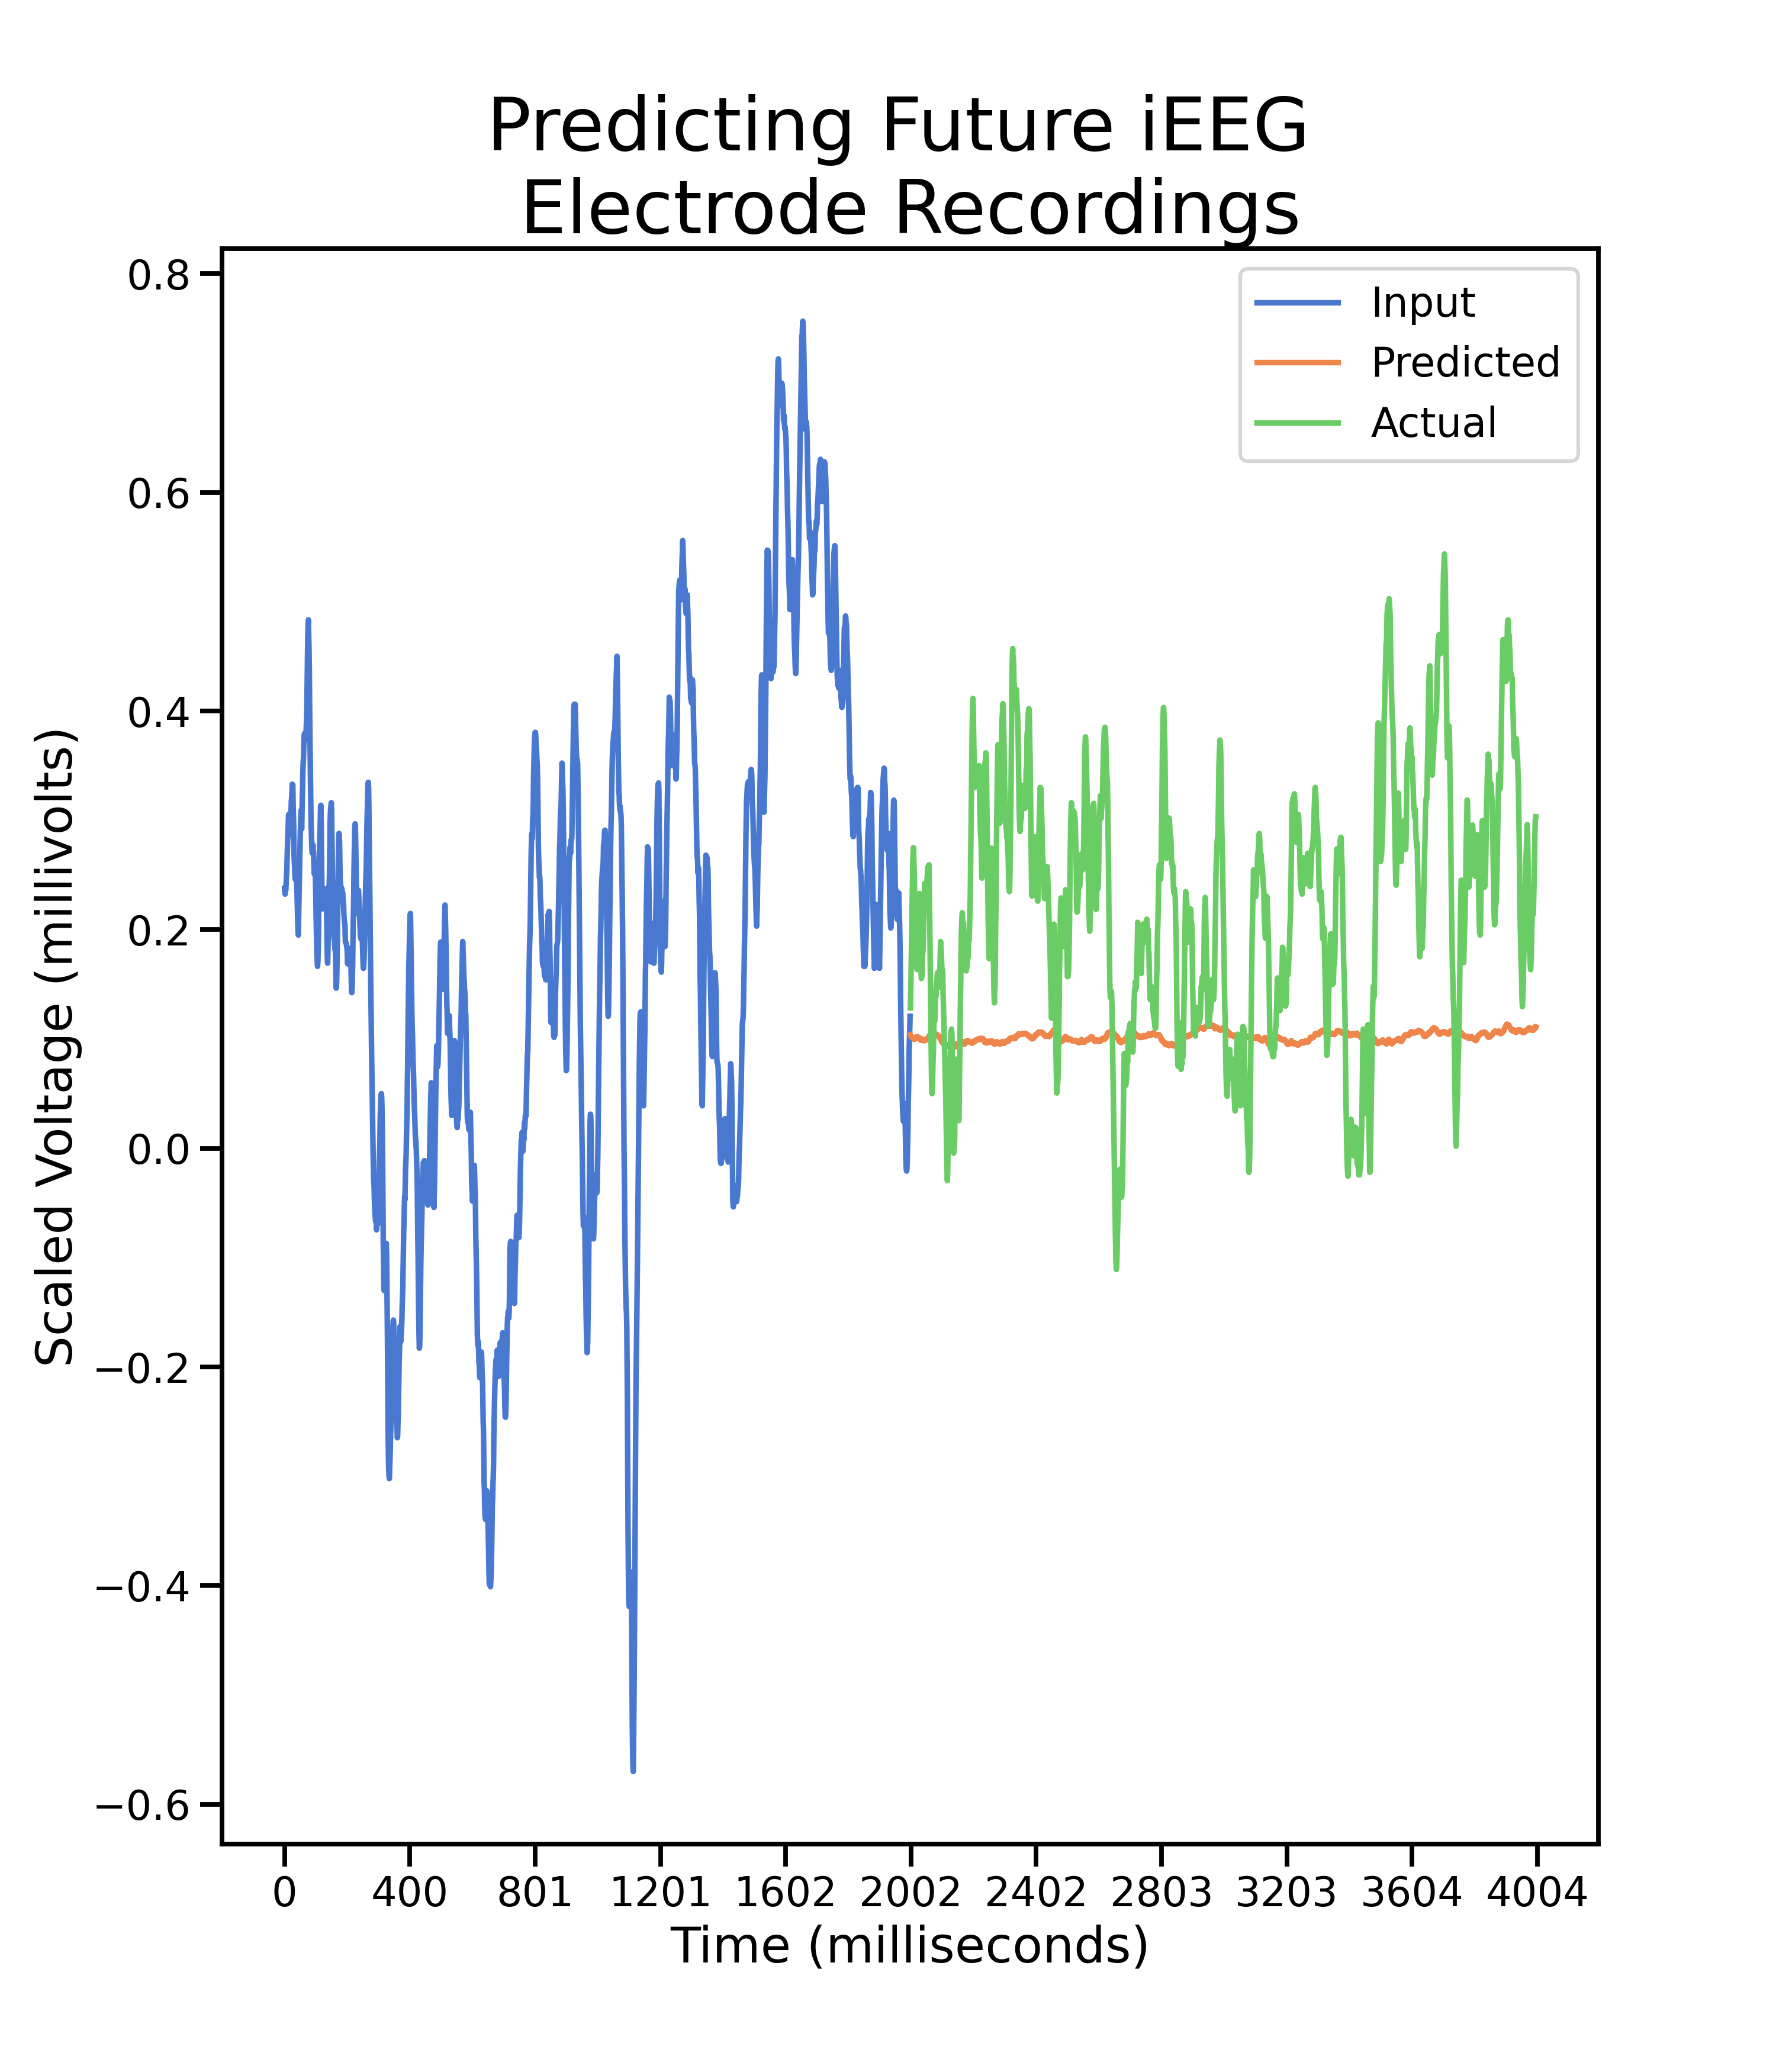 Predicting Future iEEG
Electrode Recordings
Input
Predicted
Actual
Scaled Voltage (millivolts)
0.8
0.6
0.4
0.2
0.0
−0.2
−0.4
−0.6
0 400 801 1201 1602 2002 2402 2803 3203 3604 4004
Time (milliseconds)